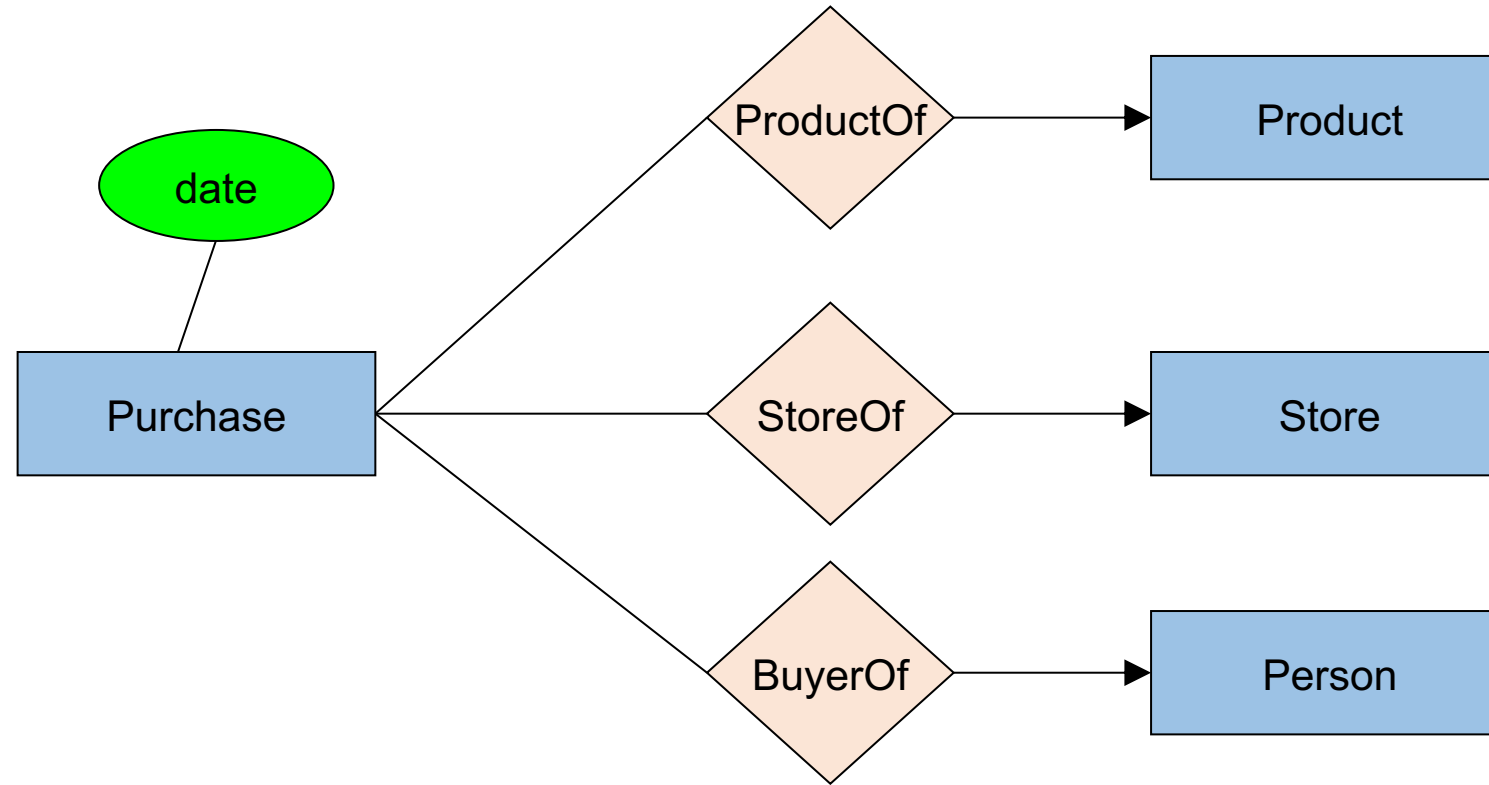 ProductOf
Product
date
Purchase
StoreOf
Store
BuyerOf
Person